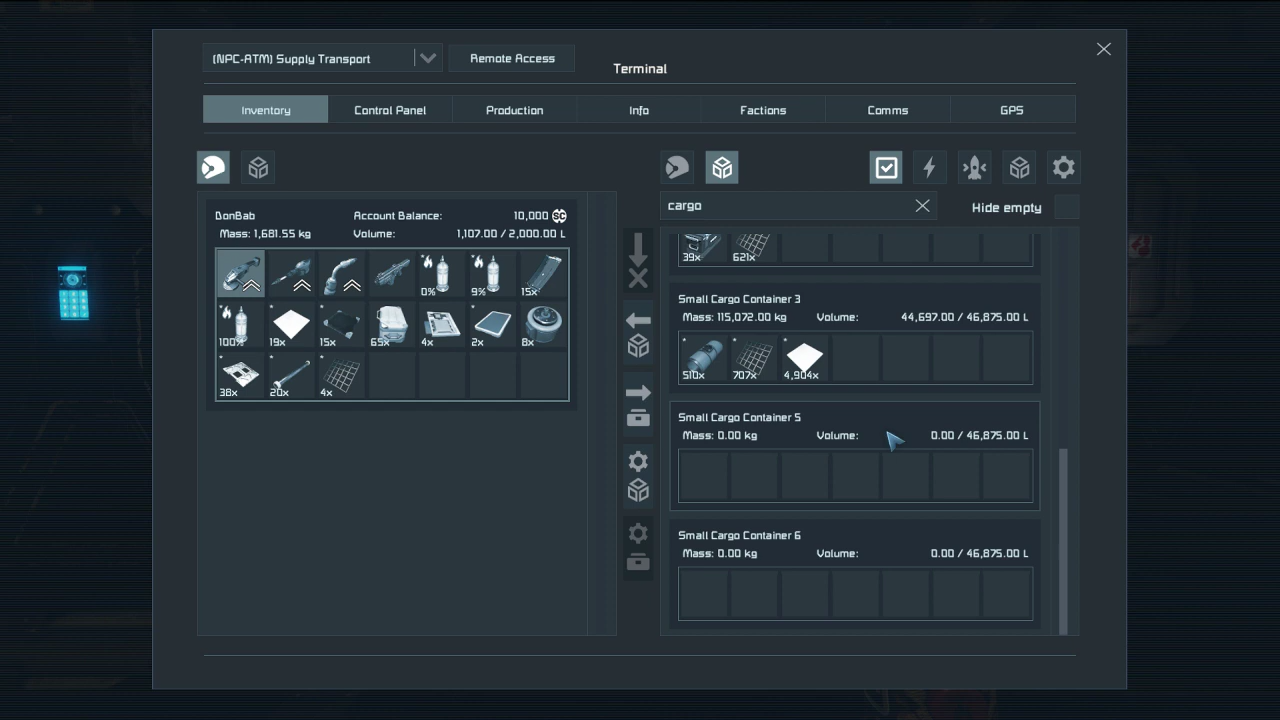 (NPC-ATM) Supply Transport
Remote Access
Terminal
Inventory
Control Panel
Production
Info
Factions
Comms
GPS
cargo
Hide empty
DonBab
Account Balance: 10,000 SC
Mass: 1,681.55 kg
Volume: 1,107.00 / 2,000.00 L
0%
9%
15x
100%
19x
15x
65x
4x
2x
8x
38x
20x
4x
39x
621x
Small Cargo Container 3
Mass: 115,072.00 kg
Volume: 44,697.00 / 46,875.00 L
510x
707x
4,904x
Small Cargo Container 5
Mass: 0.00 kg
Volume: 0.00 / 46,875.00 L
Small Cargo Container 6
Mass: 0.00 kg
Volume: 0.00 / 46,875.00 L